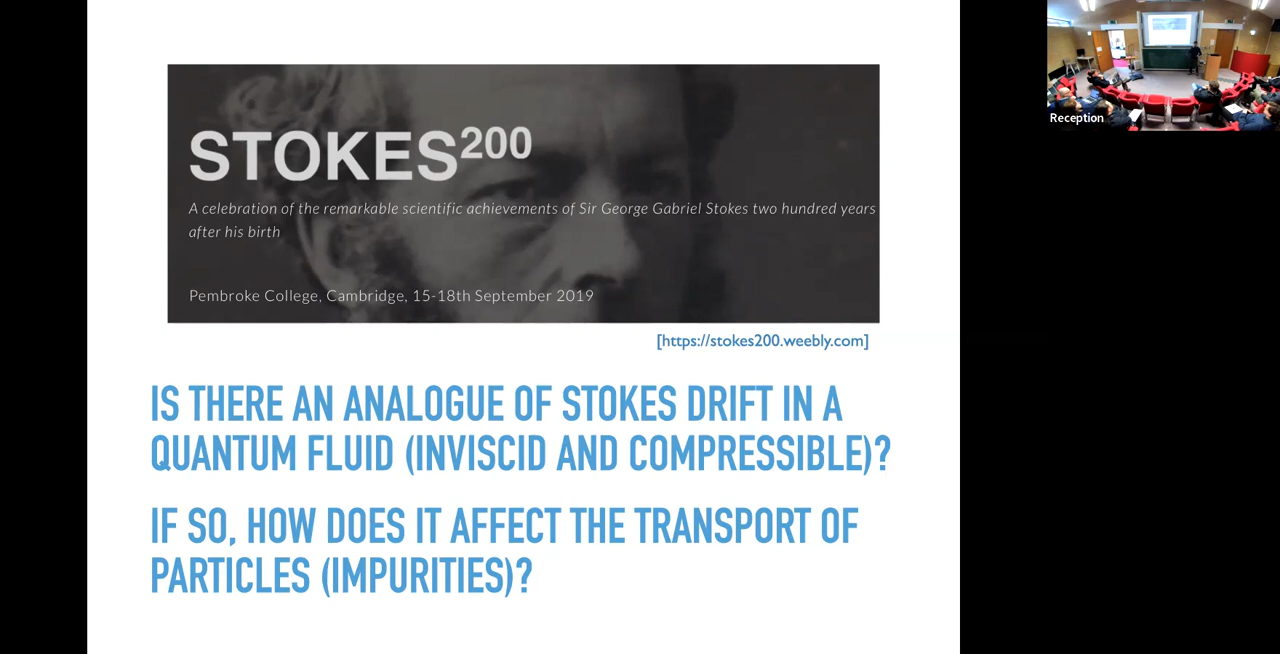 STOKES200
A celebration of the remarkable scientific achievements of Sir George Gabriel Stokes two hundred years
after his birth
Pembroke College, Cambridge, 15-18th September 2019
[https://stokes200.weebly.com]
IS THERE AN ANALOGUE OF STOKES DRIFT IN A
QUANTUM FLUID (INVISCID AND COMPRESSIBLE)?
IF SO, HOW DOES IT AFFECT THE TRANSPORT OF
PARTICLES (IMPURITIES)?
Reception